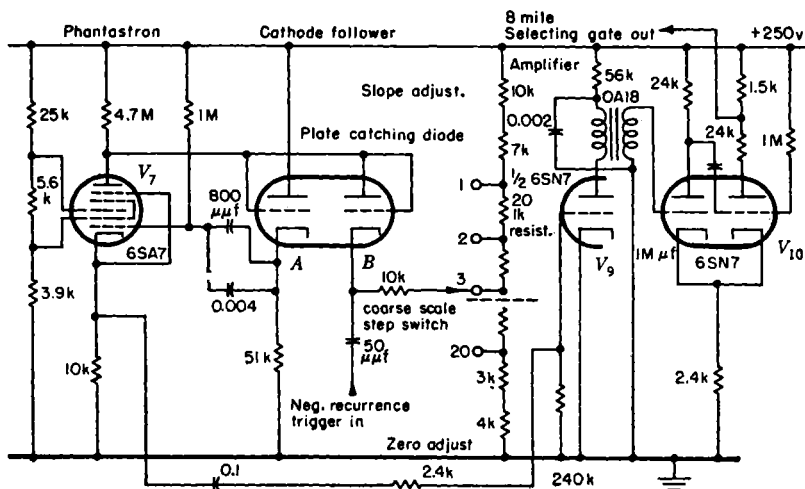 8 mile
Phantastron
Cathode follower
Selecting gate out
+250v
Amplifier
56k
25k
4.7M
1M
Slope adjust.
10k
0A18
24k
1.5k
0.002
Plate catching diode
7k
24k
1M
V7
5.6
k
800
μμf
1
1/2 6SN7
20
1k
resist.
6SA7
A
B
2
V9
1M μf
6SN7
V10
3.9k
0.004
10k
3
coarse scale
step switch
10k
51k
50
μμf
20
3k
2.4k
Neg. recurrence
trigger in
4k
Zero adjust
0.1
2.4k
240k